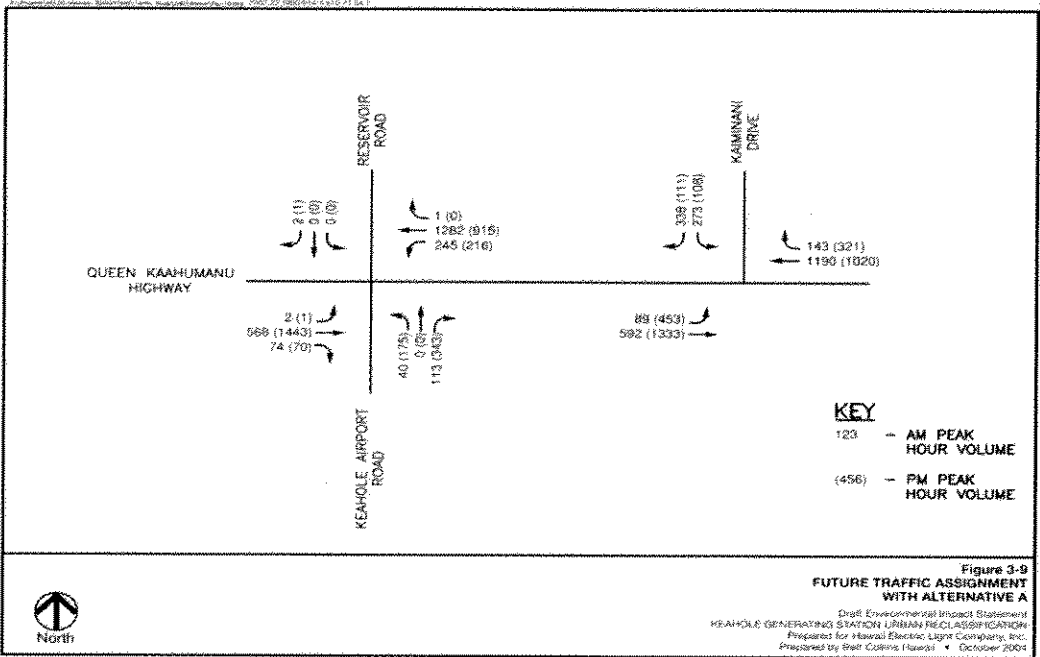 RESERVOIR
ROAD
KAIMINANI
DRIVE
2 (1)
0 (0)
0 (0)
1 (0)
1282 (915)
245 (216)
338 (111)
273 (108)
143 (321)
1190 (1020)
QUEEN KAAHUMANU
HIGHWAY
2 (1)
568 (1443)
74 (70)
40 (175)
0 (0)
113 (343)
89 (453)
592 (1333)
KEAHOLE AIRPORT
ROAD
KEY
123 - AM PEAK
HOUR VOLUME
(456) - PM PEAK
HOUR VOLUME
North
Figure 3-9
FUTURE TRAFFIC ASSIGNMENT
WITH ALTERNATIVE A
Draft Environmental Impact Statement
KEAHOLE GENERATING STATION URBAN RECLASSIFICATION
Prepared for Hawaii Electric Light Company, Inc.
Prepared by Belt Collins Hawaii • October 2004